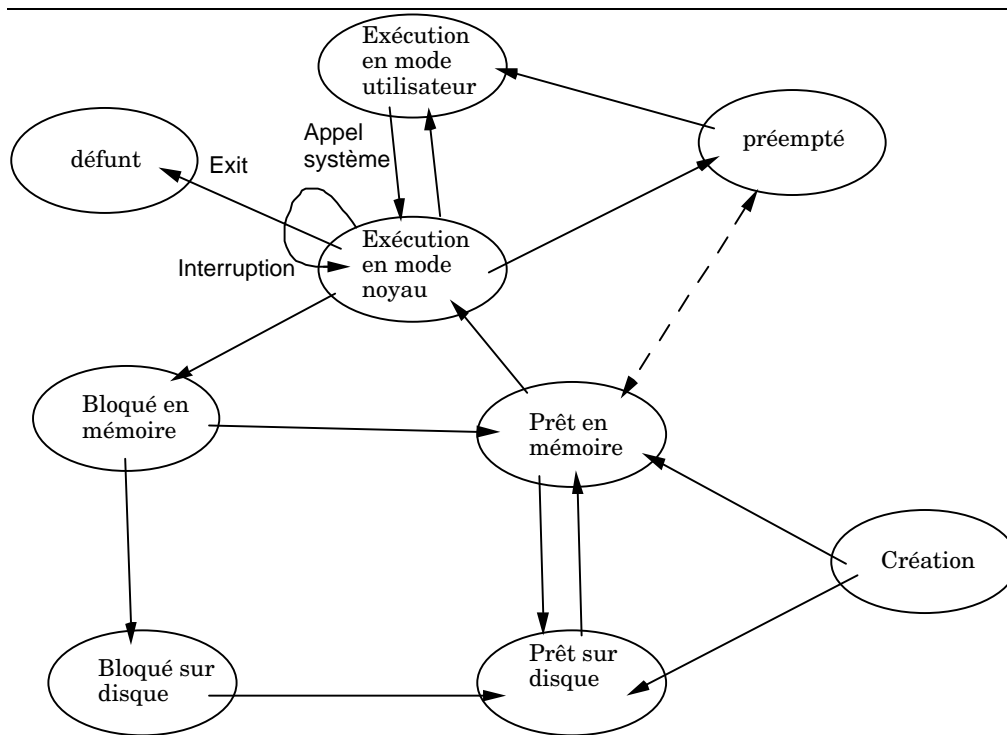 Exécution
en mode
utilisateur
Appel
système
préempté
défunt
Exit
Exécution
en mode
noyau
Interruption
Bloqué en
mémoire
Prêt en
mémoire
Création
Bloqué sur
disque
Prêt sur
disque